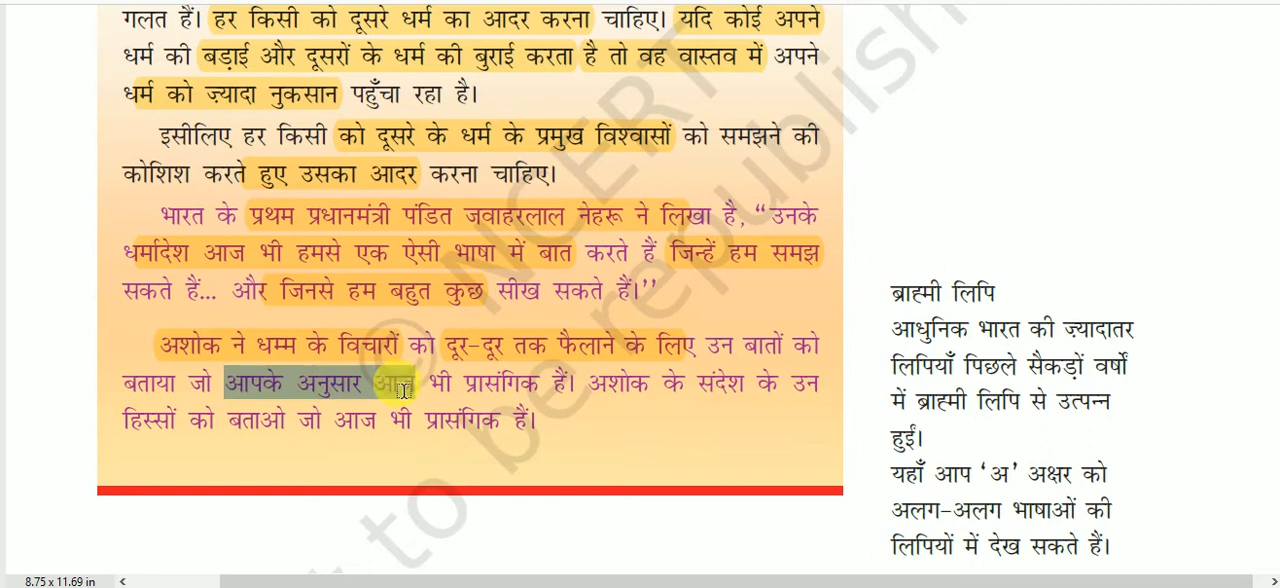 गलत हैं। हर किसी को दूसरे धर्म का आदर करना चाहिए। यदि कोई अपने
धर्म की बड़ाई और दूसरों के धर्म की बुराई करता है तो वह वास्तव में अपने
धर्म को ज़्यादा नुकसान पहुँचा रहा है।
इसीलिए हर किसी को दूसरे के धर्म के प्रमुख विश्वासों को समझने की
कोशिश करते हुए उसका आदर करना चाहिए।
भारत के प्रथम प्रधानमंत्री पंडित जवाहरलाल नेहरू ने लिखा है, “उनके
धर्मादेश आज भी हमसे एक ऐसी भाषा में बात करते हैं जिन्हें हम समझ
सकते हैं... और जिनसे हम बहुत कुछ सीख सकते हैं।’’
अशोक ने धम्म के विचारों को दूर-दूर तक फैलाने के लिए उन बातों को
बताया जो आपके अनुसार आज भी प्रासंगिक हैं। अशोक के संदेश के उन
हिस्सों को बताओ जो आज भी प्रासंगिक हैं।
ब्राह्मी लिपि
आधुनिक भारत की ज़्यादातर
लिपियाँ पिछले सैकड़ों वर्षों
में ब्राह्मी लिपि से उत्पन्न
हुईं।
यहाँ आप ‘अ’ अक्षर को
अलग-अलग भाषाओं की
लिपियों में देख सकते हैं।
© NCERT
to be republish
8.75 x 11.69 in